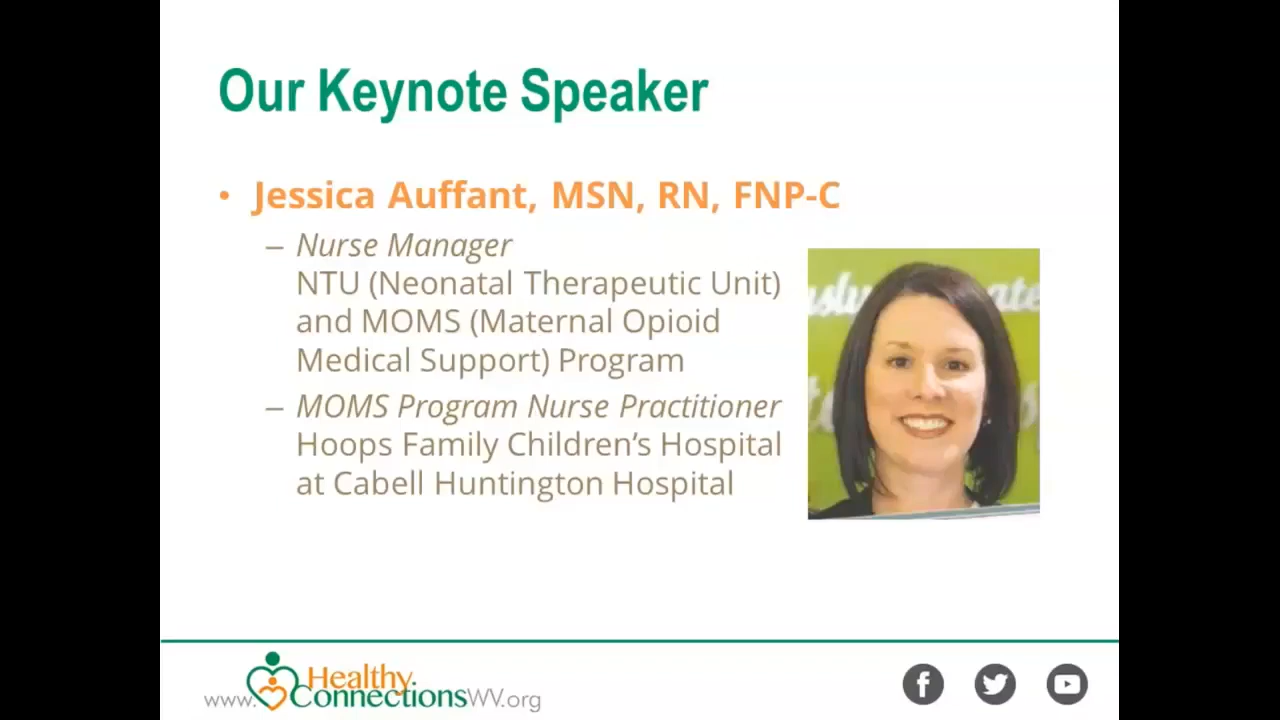 Our Keynote Speaker
• Jessica Auffant, MSN, RN, FNP-C
– Nurse Manager
NTU (Neonatal Therapeutic Unit)
and MOMS (Maternal Opioid
Medical Support) Program
– MOMS Program Nurse Practitioner
Hoops Family Children’s Hospital
at Cabell Huntington Hospital
www.HealthyConnectionsWV.org